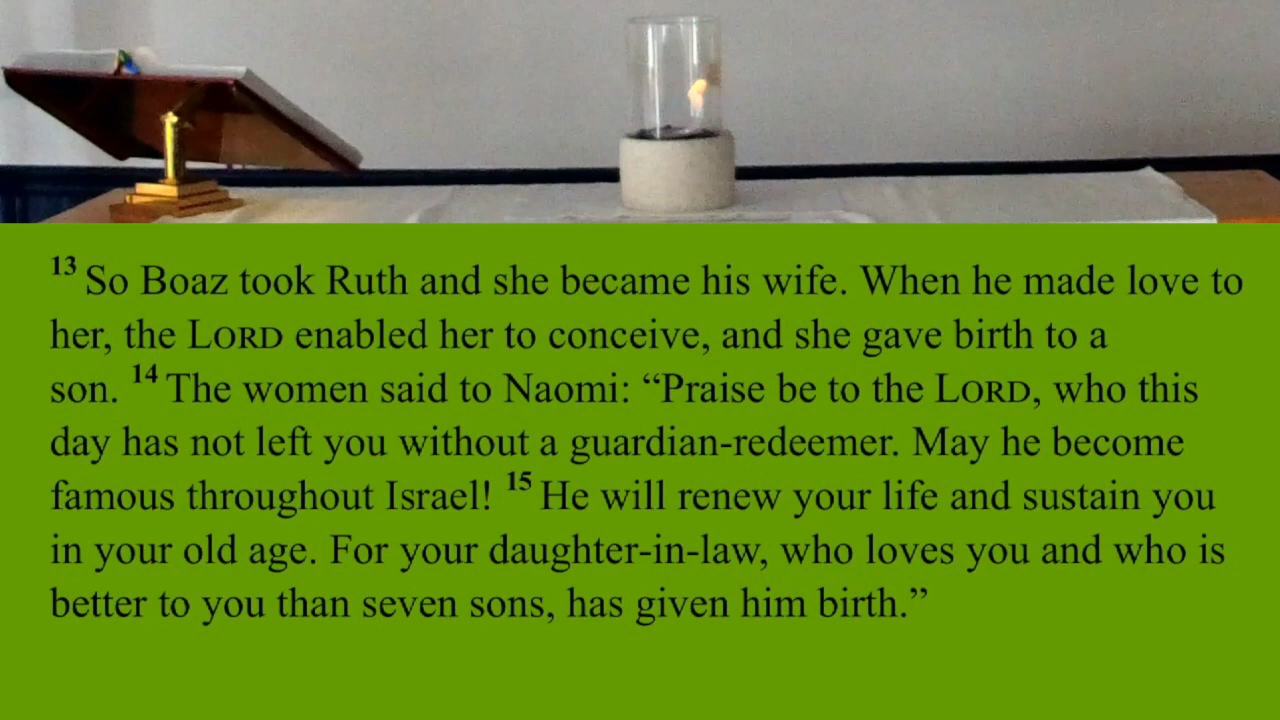 13 So Boaz took Ruth and she became his wife. When he made love to
her, the LORD enabled her to conceive, and she gave birth to a
son. 14 The women said to Naomi: “Praise be to the LORD, who this
day has not left you without a guardian-redeemer. May he become
famous throughout Israel! 15 He will renew your life and sustain you
in your old age. For your daughter-in-law, who loves you and who is
better to you than seven sons, has given him birth.”